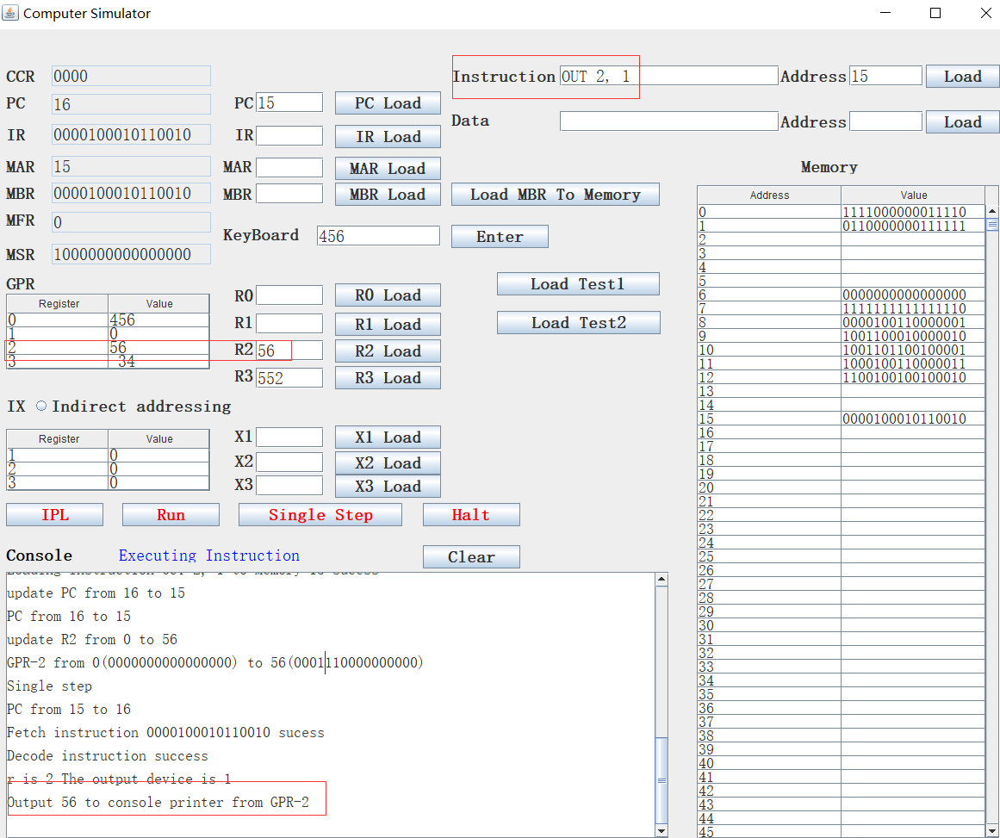 Computer Simulator
CCR 0000
Instruction OUT 2, 1 Address 15 Load
PC 16 PC 15 PC Load
Data Address Load
IR 0000100010110010 IR IR Load
MAR 15 MAR MAR Load
Memory
MBR 0000100010110010 MBR MBR Load Load MBR To Memory
MFR 0
KeyBoard 456 Enter
MSR 1000000000000000
GPR
Load Test1
Load Test2
Register Value
0 456
1 0
2 56
3 34
R0 R0 Load
R1 R1 Load
R2 56 R2 Load
R3 552 R3 Load
IX Indirect addressing
Register Value
1 0
2 0
3 0
X1 X1 Load
X2 X2 Load
X3 X3 Load
IPL Run Single Step Halt
Console Executing Instruction Clear
Loading instruction OUT 2, 1 to memory 15 sucess
update PC from 16 to 15
PC from 16 to 15
update R2 from 0 to 56
GPR-2 from 0(0000000000000000) to 56(0001110000000000)
Single step
PC from 15 to 16
Fetch instruction 0000100010110010 sucess
Decode instruction success
r is 2 The output device is 1
Output 56 to console printer from GPR-2
Address Value
0 1111000000011110
1 0110000000111111
2
3
4
5
6 0000000000000000
7 1111111111111110
8 0000100110000001
9 1001100010000010
10 1001101100100001
11 1000100110000011
12 1100100100100010
13
14
15 0000100010110010
16
17
18
19
20
21
22
23
24
25
26
27
28
29
30
31
32
33
34
35
36
37
38
39
40
41
42
43
44
45